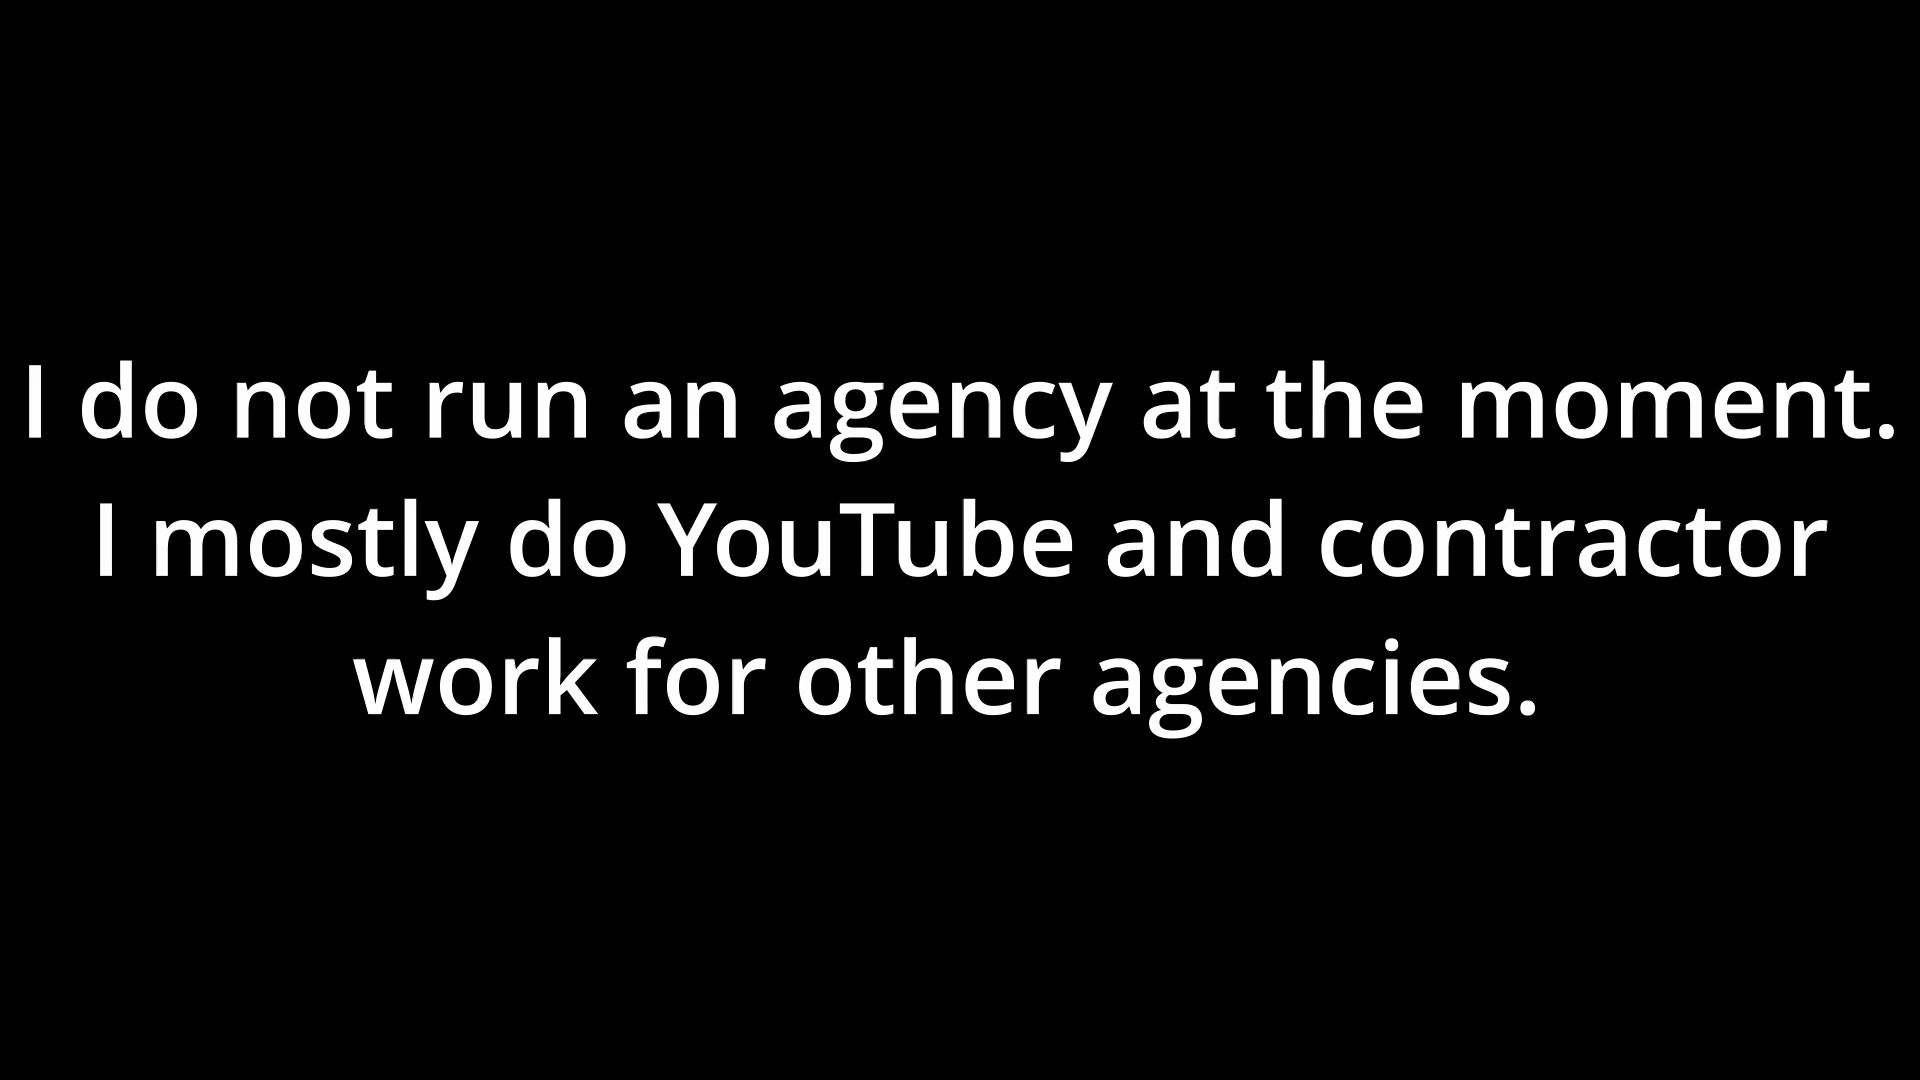 I do not run an agency at the moment.
I mostly do YouTube and contractor
work for other agencies.